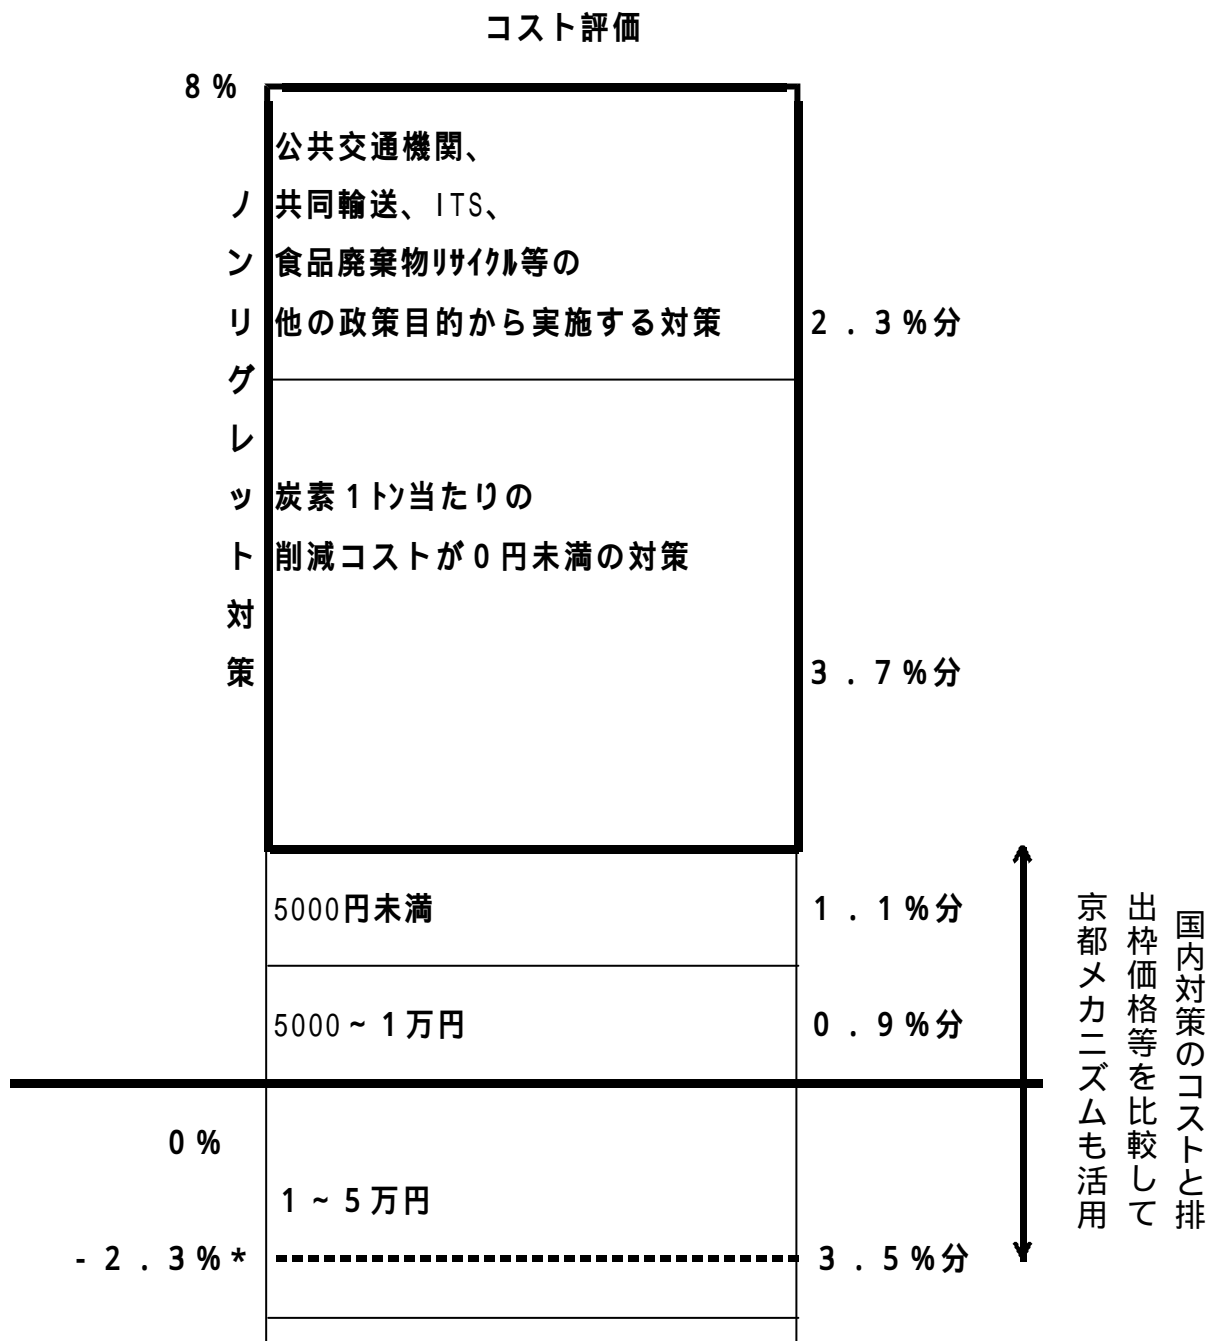 コスト評価
8%
公共交通機関、
共同輸送、ITS、
食品廃棄物ﾘｻｲｸﾙ等の
他の政策目的から実施する対策
2.3%分
ノンリグレット対策
炭素1ﾄﾝ当たりの
削減コストが0円未満の対策
3.7%分
5000円未満
1.1%分
5000~1万円
0.9%分
0%
1~5万円
-2.3%*
3.5%分
国内対策のコストと排
出枠価格等を比較して
京都メカニズムも活用